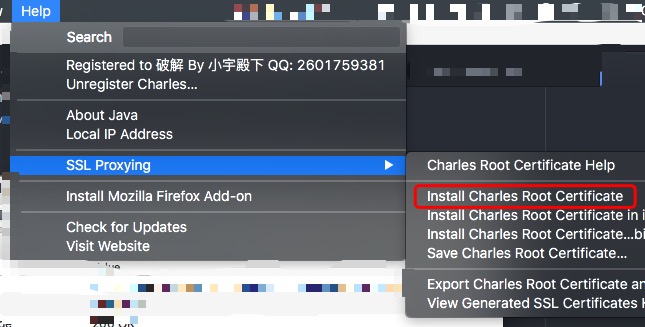 Help
Search
Registered to 破解 By 小宇殿下 QQ: 2601759381
Unregister Charles...
About Java
Local IP Address
SSL Proxying
Charles Root Certificate Help
Install Mozilla Firefox Add-on
Install Charles Root Certificate
Install Charles Root Certificate in i
Check for Updates
Install Charles Root Certificate...bi
Visit Website
Save Charles Root Certificate...
Export Charles Root Certificate an
View Generated SSL Certificates H